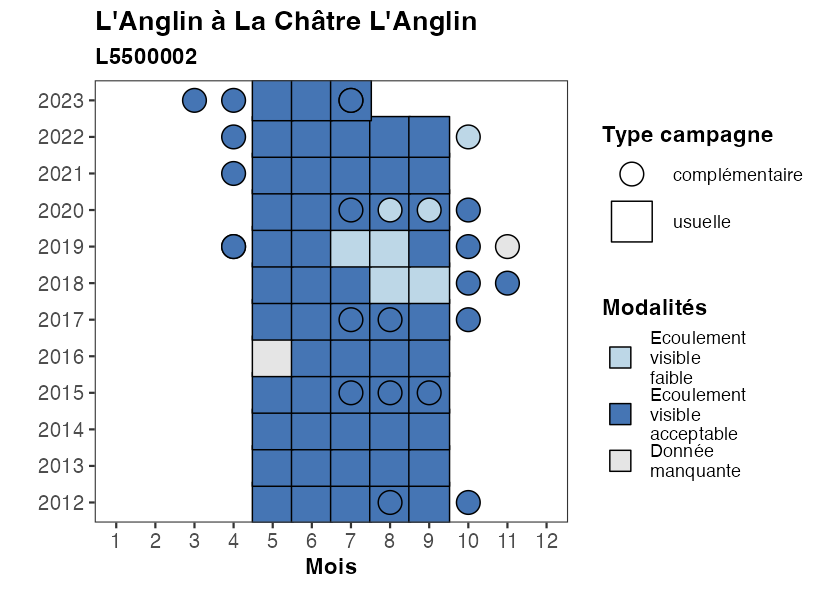 L'Anglin à La Châtre L'Anglin
L5500002
2023
2022
2021
2020
2019
2018
2017
2016
2015
2014
2013
2012
1 2 3 4 5 6 7 8 9 10 11 12
Mois
Type campagne
complémentaire
usuelle
Modalités
Ecoulement
visible
faible
Ecoulement
visible
acceptable
Donnée
manquante